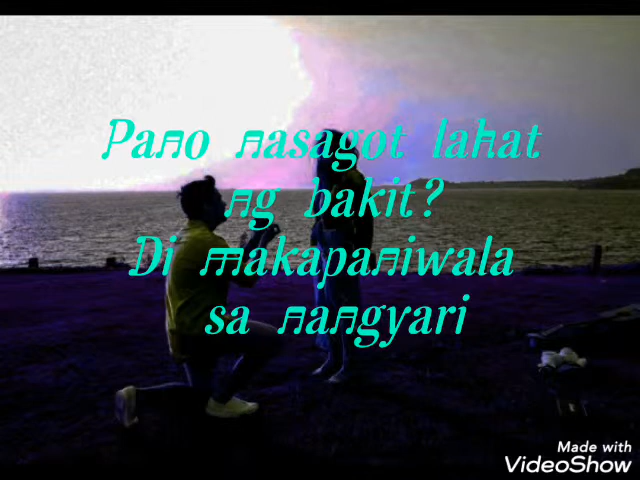 Pano nasagot lahat
ng bakit?
Di makapaniwala
sa nangyari
Made with
VideoShow